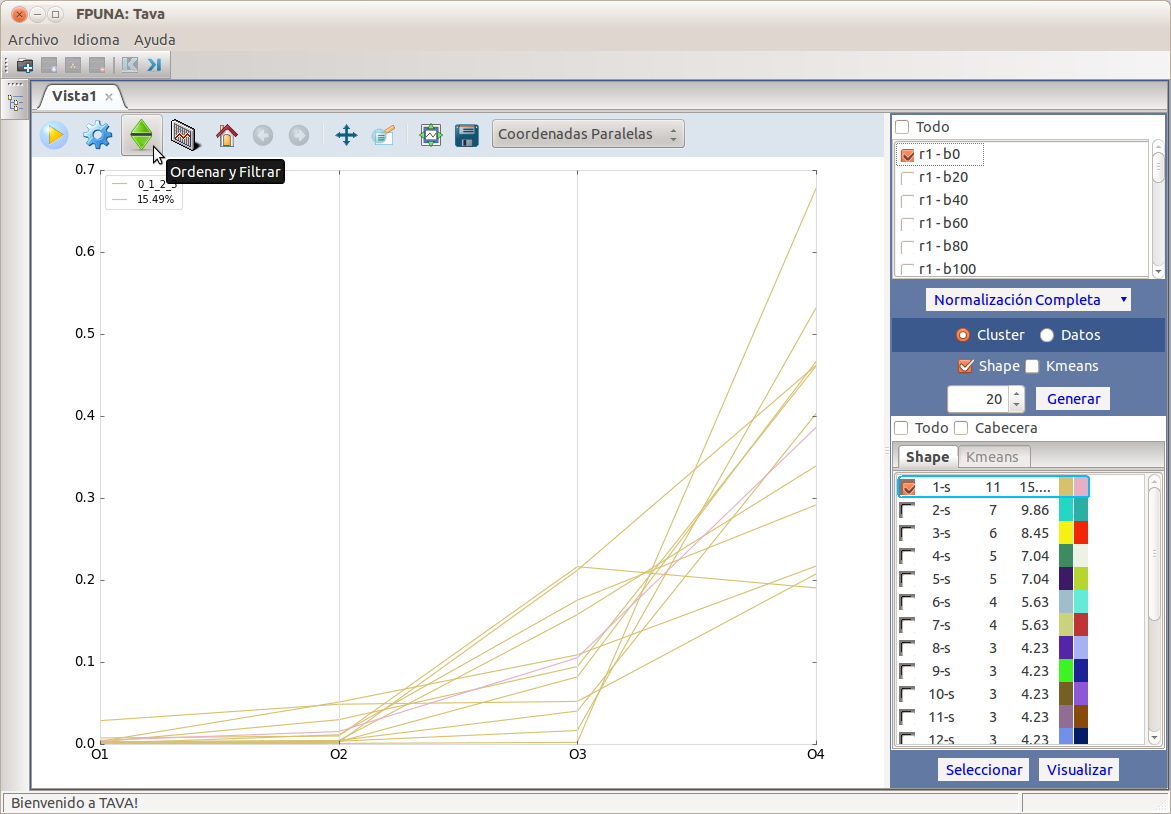 FPUNA: Tava
Archivo Idioma Ayuda
Vista1
Coordenadas Paralelas
Ordenar y Filtrar
0_1_2_3
15.49%
0.7
0.6
0.5
0.4
0.3
0.2
0.1
0.0
O1 O2 O3 O4
Todo
r1 - b0
r1 - b20
r1 - b40
r1 - b60
r1 - b80
r1 - b100
Normalización Completa
Cluster Datos
Shape Kmeans
20 Generar
Todo Cabecera
Shape Kmeans
1-s 11 15....
2-s 7 9.86
3-s 6 8.45
4-s 5 7.04
5-s 5 7.04
6-s 4 5.63
7-s 4 5.63
8-s 3 4.23
9-s 3 4.23
10-s 3 4.23
11-s 3 4.23
12-s 3 4.23
Seleccionar Visualizar
Bienvenido a TAVA!